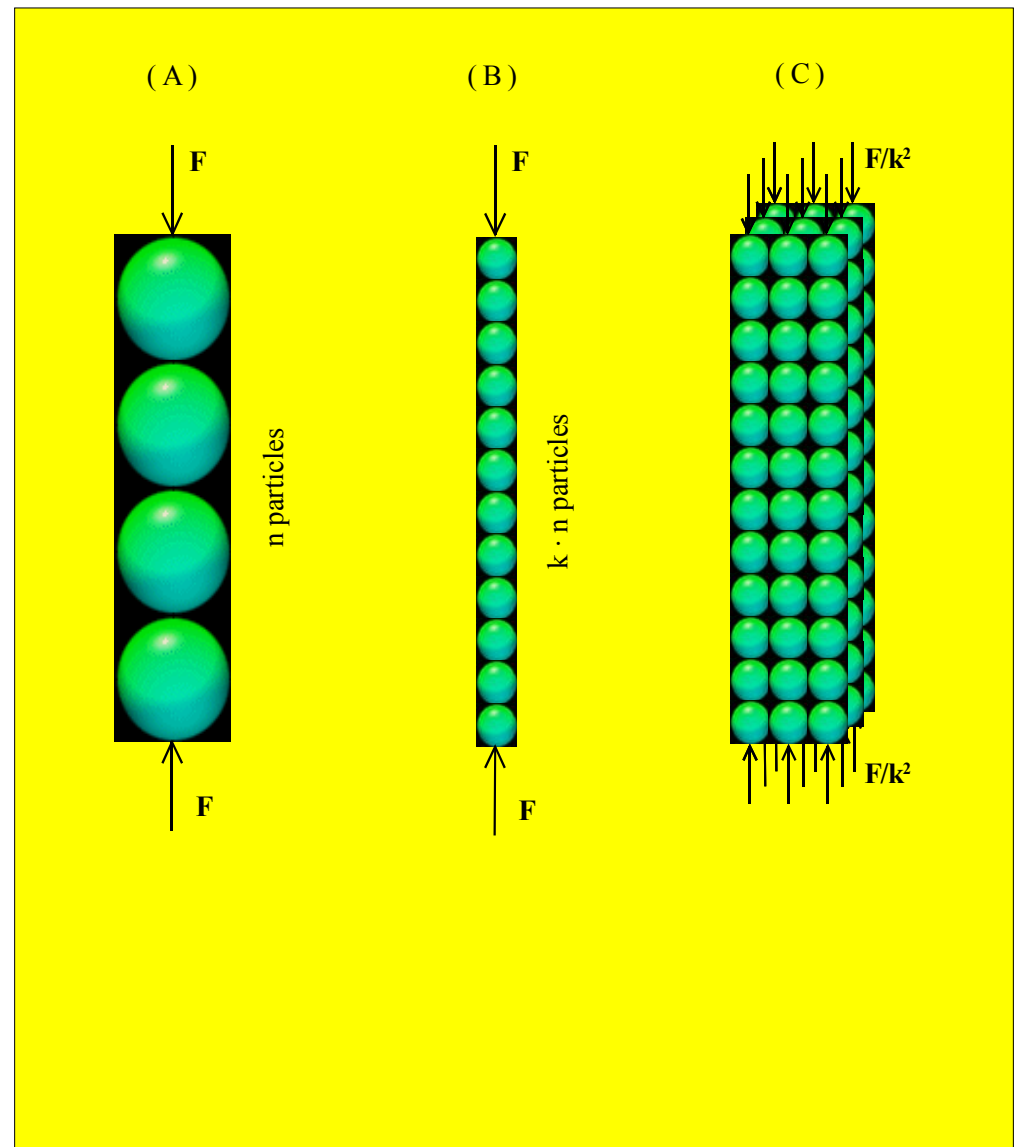 ( A )
( B )
( C )
F
F
F/k²
n particles
k · n particles
F/k²
F
F